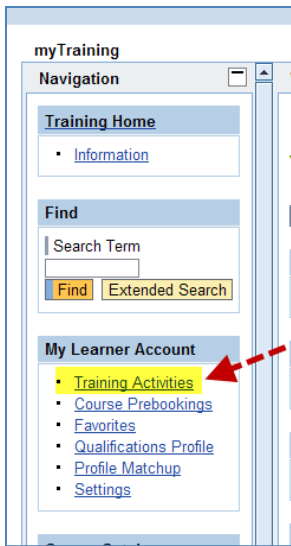 myTraining
Navigation
Training Home
Information
Find
Search Term
Find Extended Search
My Learner Account
Training Activities
Course Prebookings
Favorites
Qualifications Profile
Profile Matchup
Settings